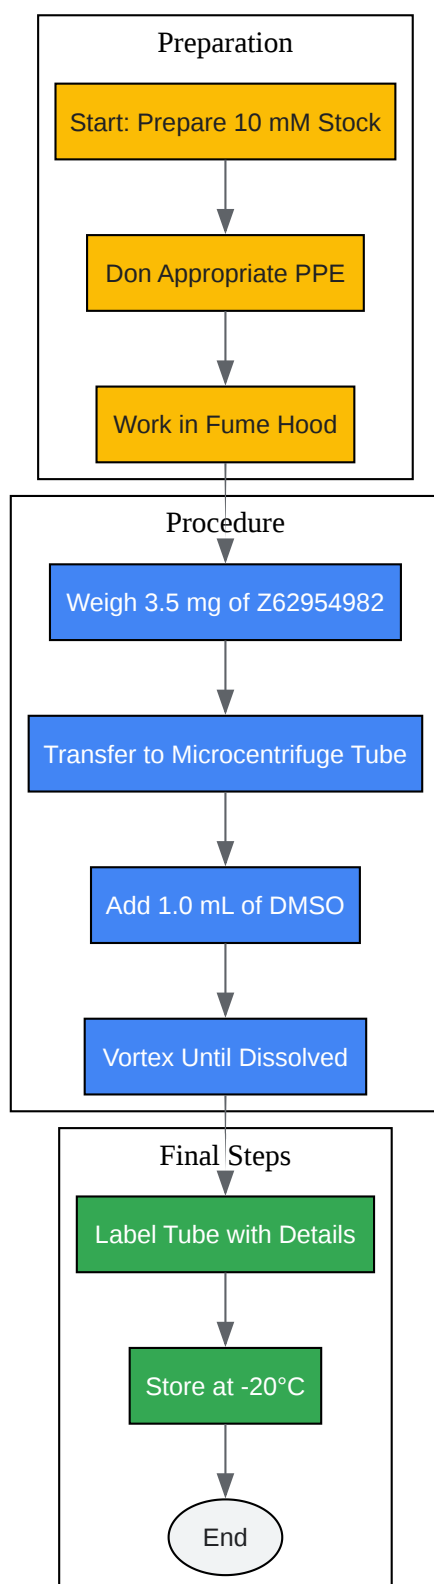 Preparation
Start: Prepare 10 mM Stock
Don Appropriate PPE
Work in Fume Hood
Procedure
Weigh 3.5 mg of Z62954982
Transfer to Microcentrifuge Tube
Add 1.0 mL of DMSO
Vortex Until Dissolved
Final Steps
Label Tube with Details
Store at -20°C
End